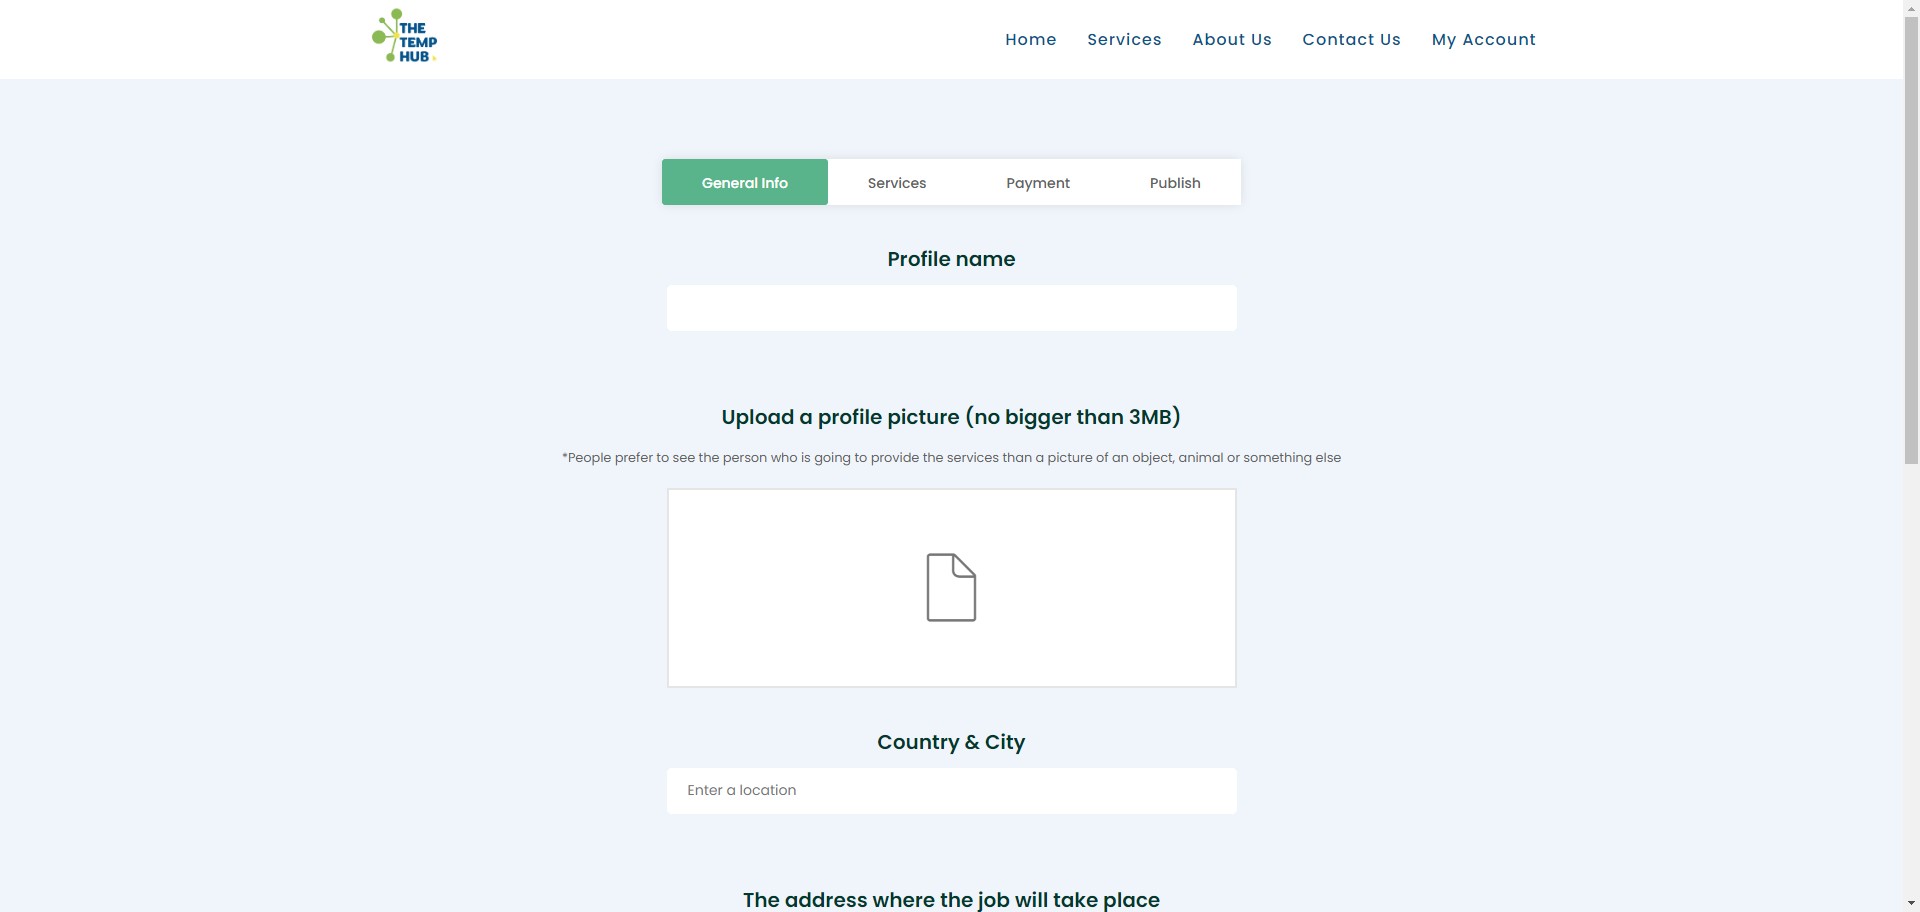 THE
TEMP
HUB
Home Services About Us Contact Us My Account
General Info Services Payment Publish
Profile name
Upload a profile picture (no bigger than 3MB)
*People prefer to see the person who is going to provide the services than a picture of an object, animal or something else
Country & City
Enter a location
The address where the job will take place